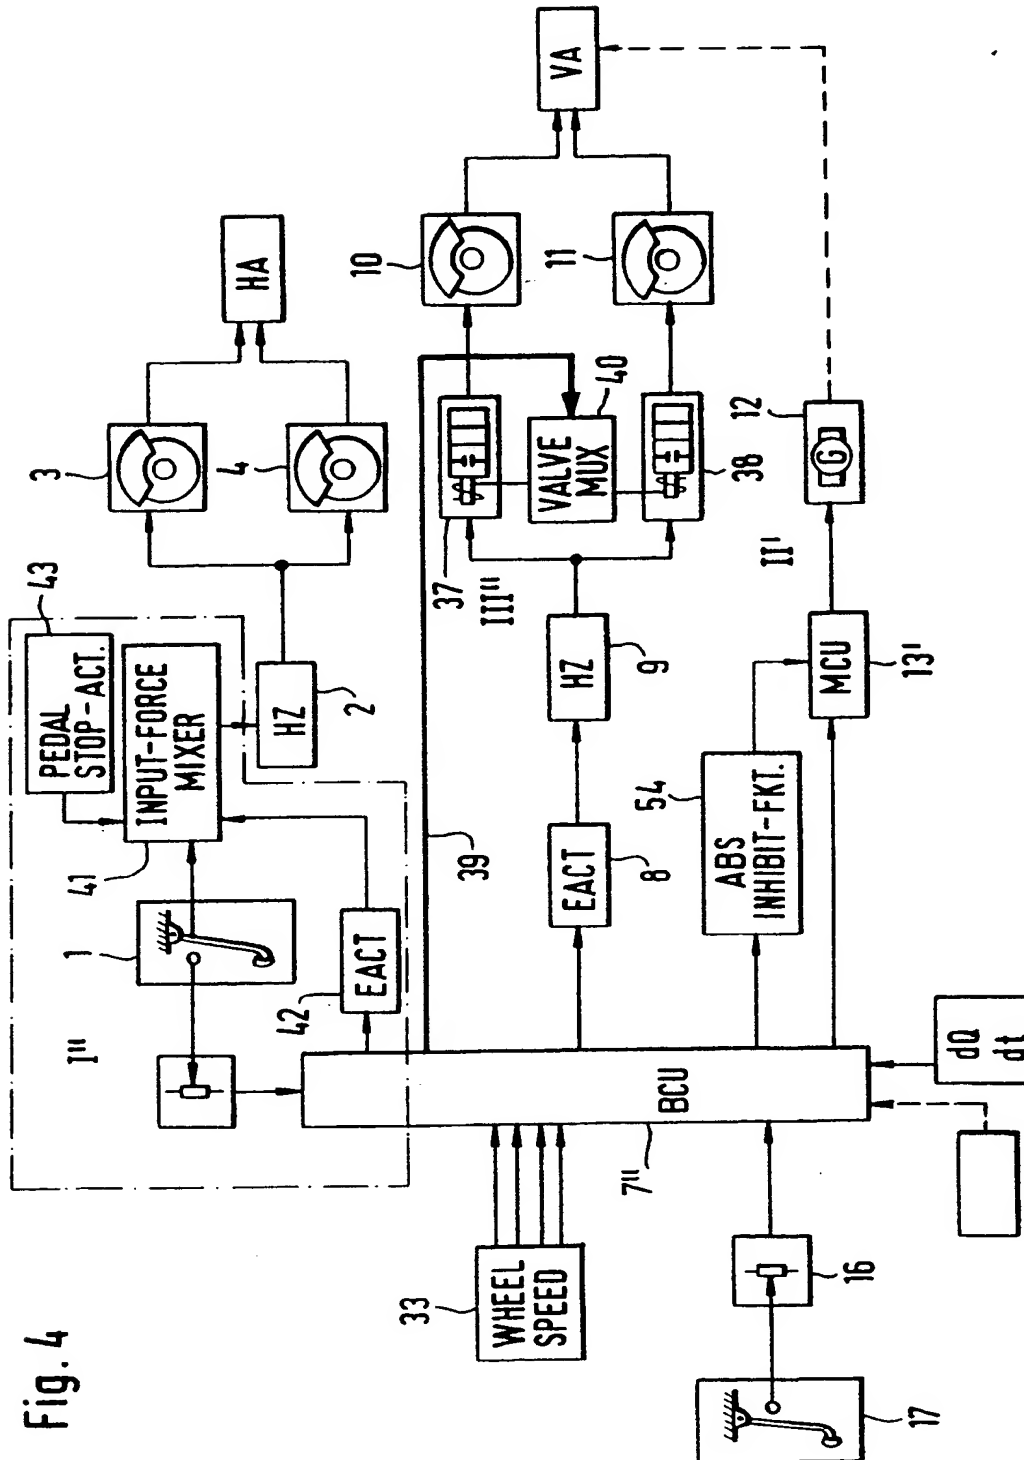 Fig. 4
VA
HA
10
11
3
4
40
VALVE
MUX
12
G
38
37
III"
II'
43
PEDAL
STOP-ACT.
INPUT-FORCE
MIXER
HZ
2
HZ
9
MCU
13'
41
39
EACT
8
54
ABS
INHIBIT-FKT.
1
I"
42
EACT
BCU
7"
dQ
dt
33
WHEEL
SPEED
16
17